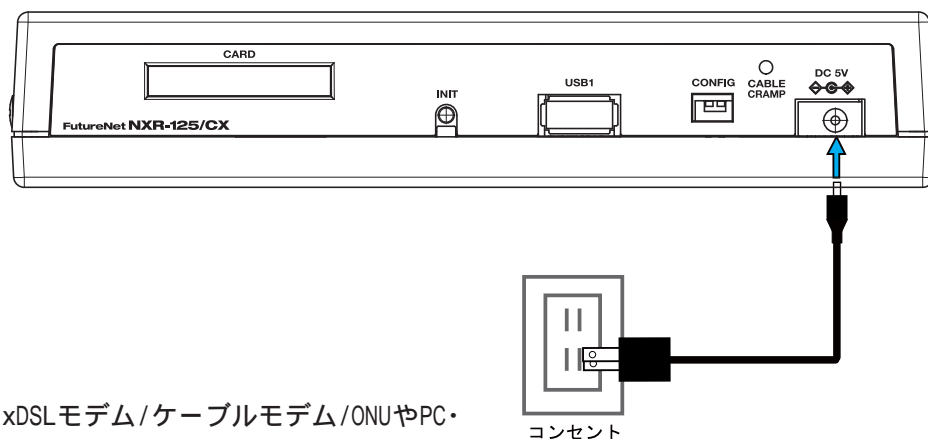 CARD
INIT
USB1
CONFIG
CABLE
CRAMP
DC 5V
FutureNet NXR-125/CX
xDSLモデム/ケーブルモデム/ONUやPC・
コンセント